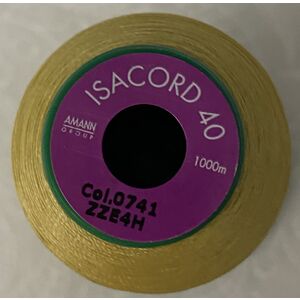 ISACORD 40
AMANN
GROUP
1000m
Col.0741
ZZE4H